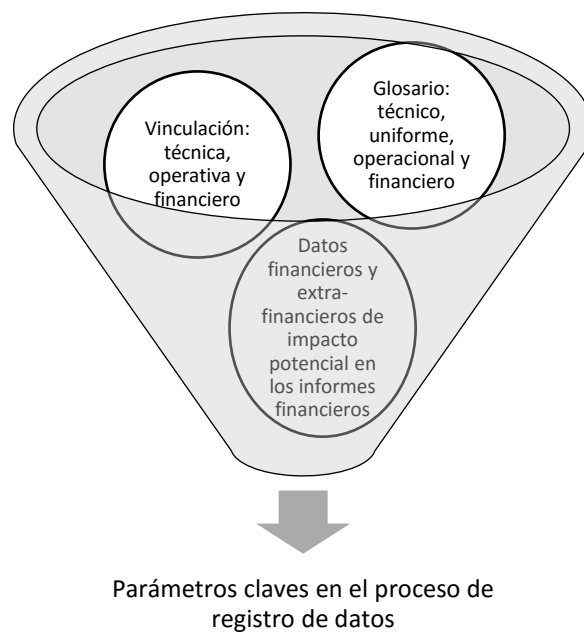 Vinculación:
técnica,
operativa y
financiero
Glosario:
técnico,
uniforme,
operacional y
financiero
Datos
financieros y
extra-
financieros de
impacto
potencial en
los informes
financieros
Parámetros claves en el proceso de
registro de datos